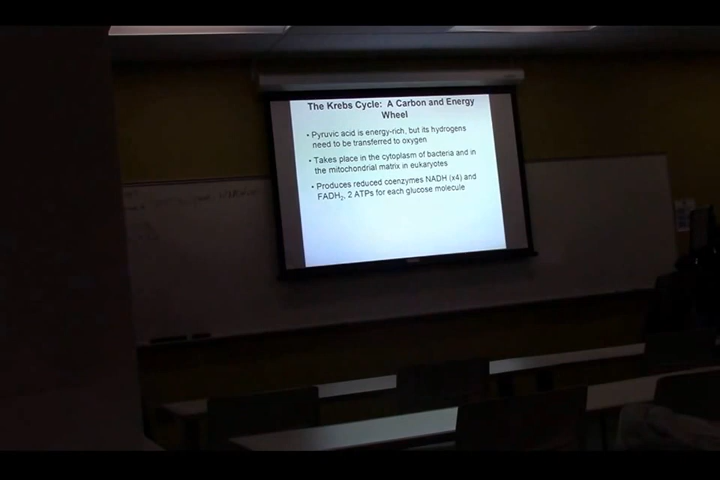 The Krebs Cycle: A Carbon and Energy
Wheel
• Pyruvic acid is energy-rich, but its hydrogens
need to be transferred to oxygen
• Takes place in the cytoplasm of bacteria and in
the mitochondrial matrix in eukaryotes
• Produces reduced coenzymes NADH (x4) and
FADH₂, 2 ATPs for each glucose molecule